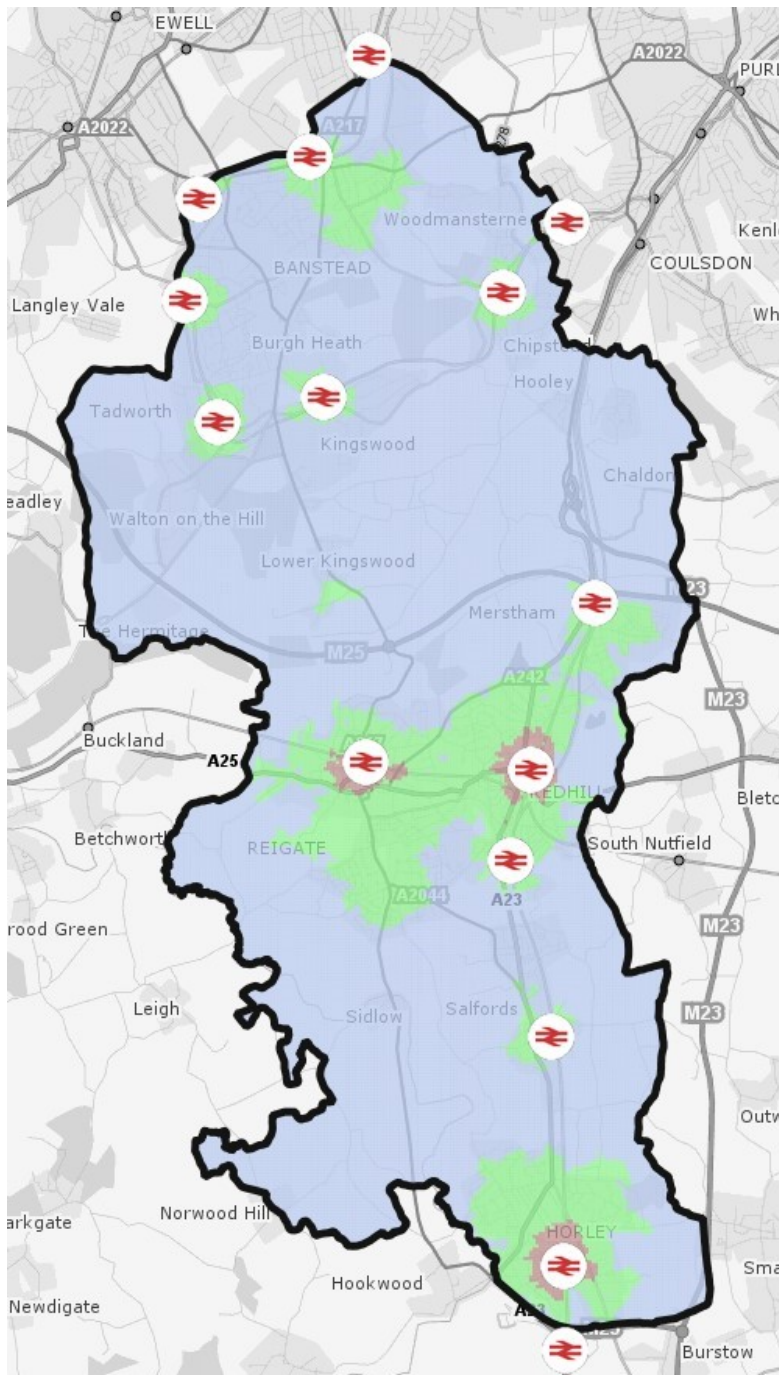 EWELL
A2022
PURL
A2022
A217
Woodmansterne
Kenle
COULSDON
BANSTEAD
Langley Vale
Wh
Burgh Heath
Chipstead
Hooley
Tadworth
Kingswood
Chaldon
eadley
Walton on the Hill
Lower Kingswood
M23
Merstham
The Hermitage
M25
A242
M23
Buckland
A25
REDHILL
Bletc
Betchworth
REIGATE
South Nutfield
A2044
A23
rood Green
M23
Leigh
Sidlow
Salfords
M23
Outw
Norwood Hill
arkgate
HORLEY
Sma
Hookwood
Newdigate
A23
M23
Burstow